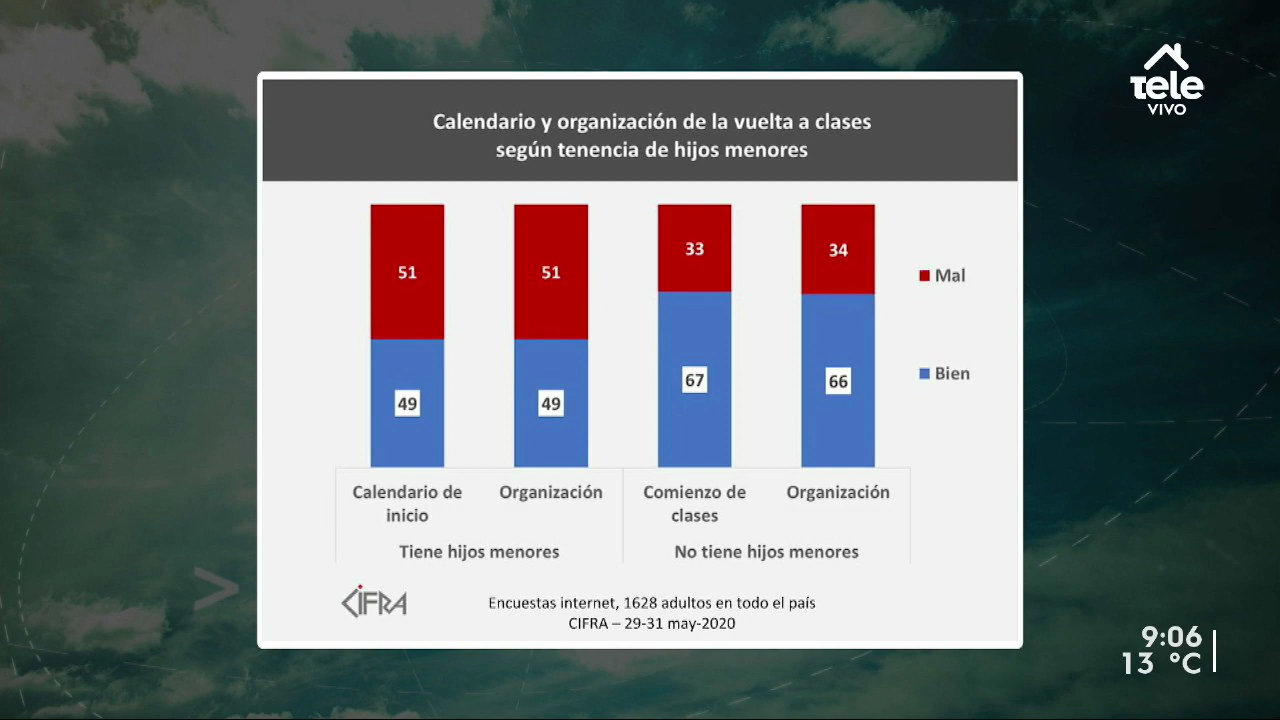 Tele
VIVO
Calendario y organización de la vuelta a clases
según tenencia de hijos menores
51
51
33
34
49
49
67
66
Mal
Bien
Calendario de
inicio
Organización
Comienzo de
clases
Organización
Tiene hijos menores
No tiene hijos menores
CIFRA
Encuestas internet, 1628 adultos en todo el país
CIFRA – 29-31 may-2020
9:06
13 °C